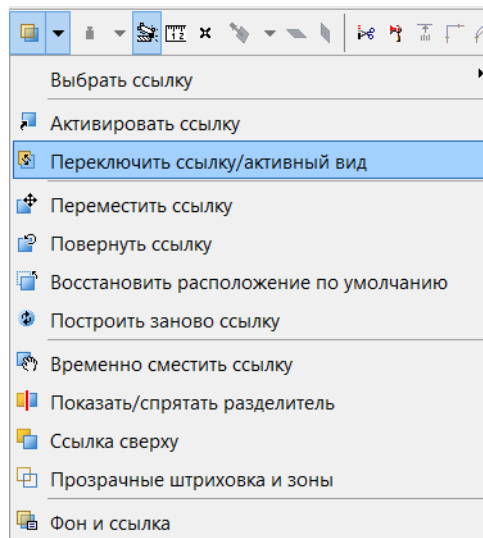 Выбрать ссылку
Активировать ссылку
Переключить ссылку/активный вид
Переместить ссылку
Повернуть ссылку
Восстановить расположение по умолчанию
Построить заново ссылку
Временно сместить ссылку
Показать/спрятать разделитель
Ссылка сверху
Прозрачные штриховка и зоны
Фон и ссылка